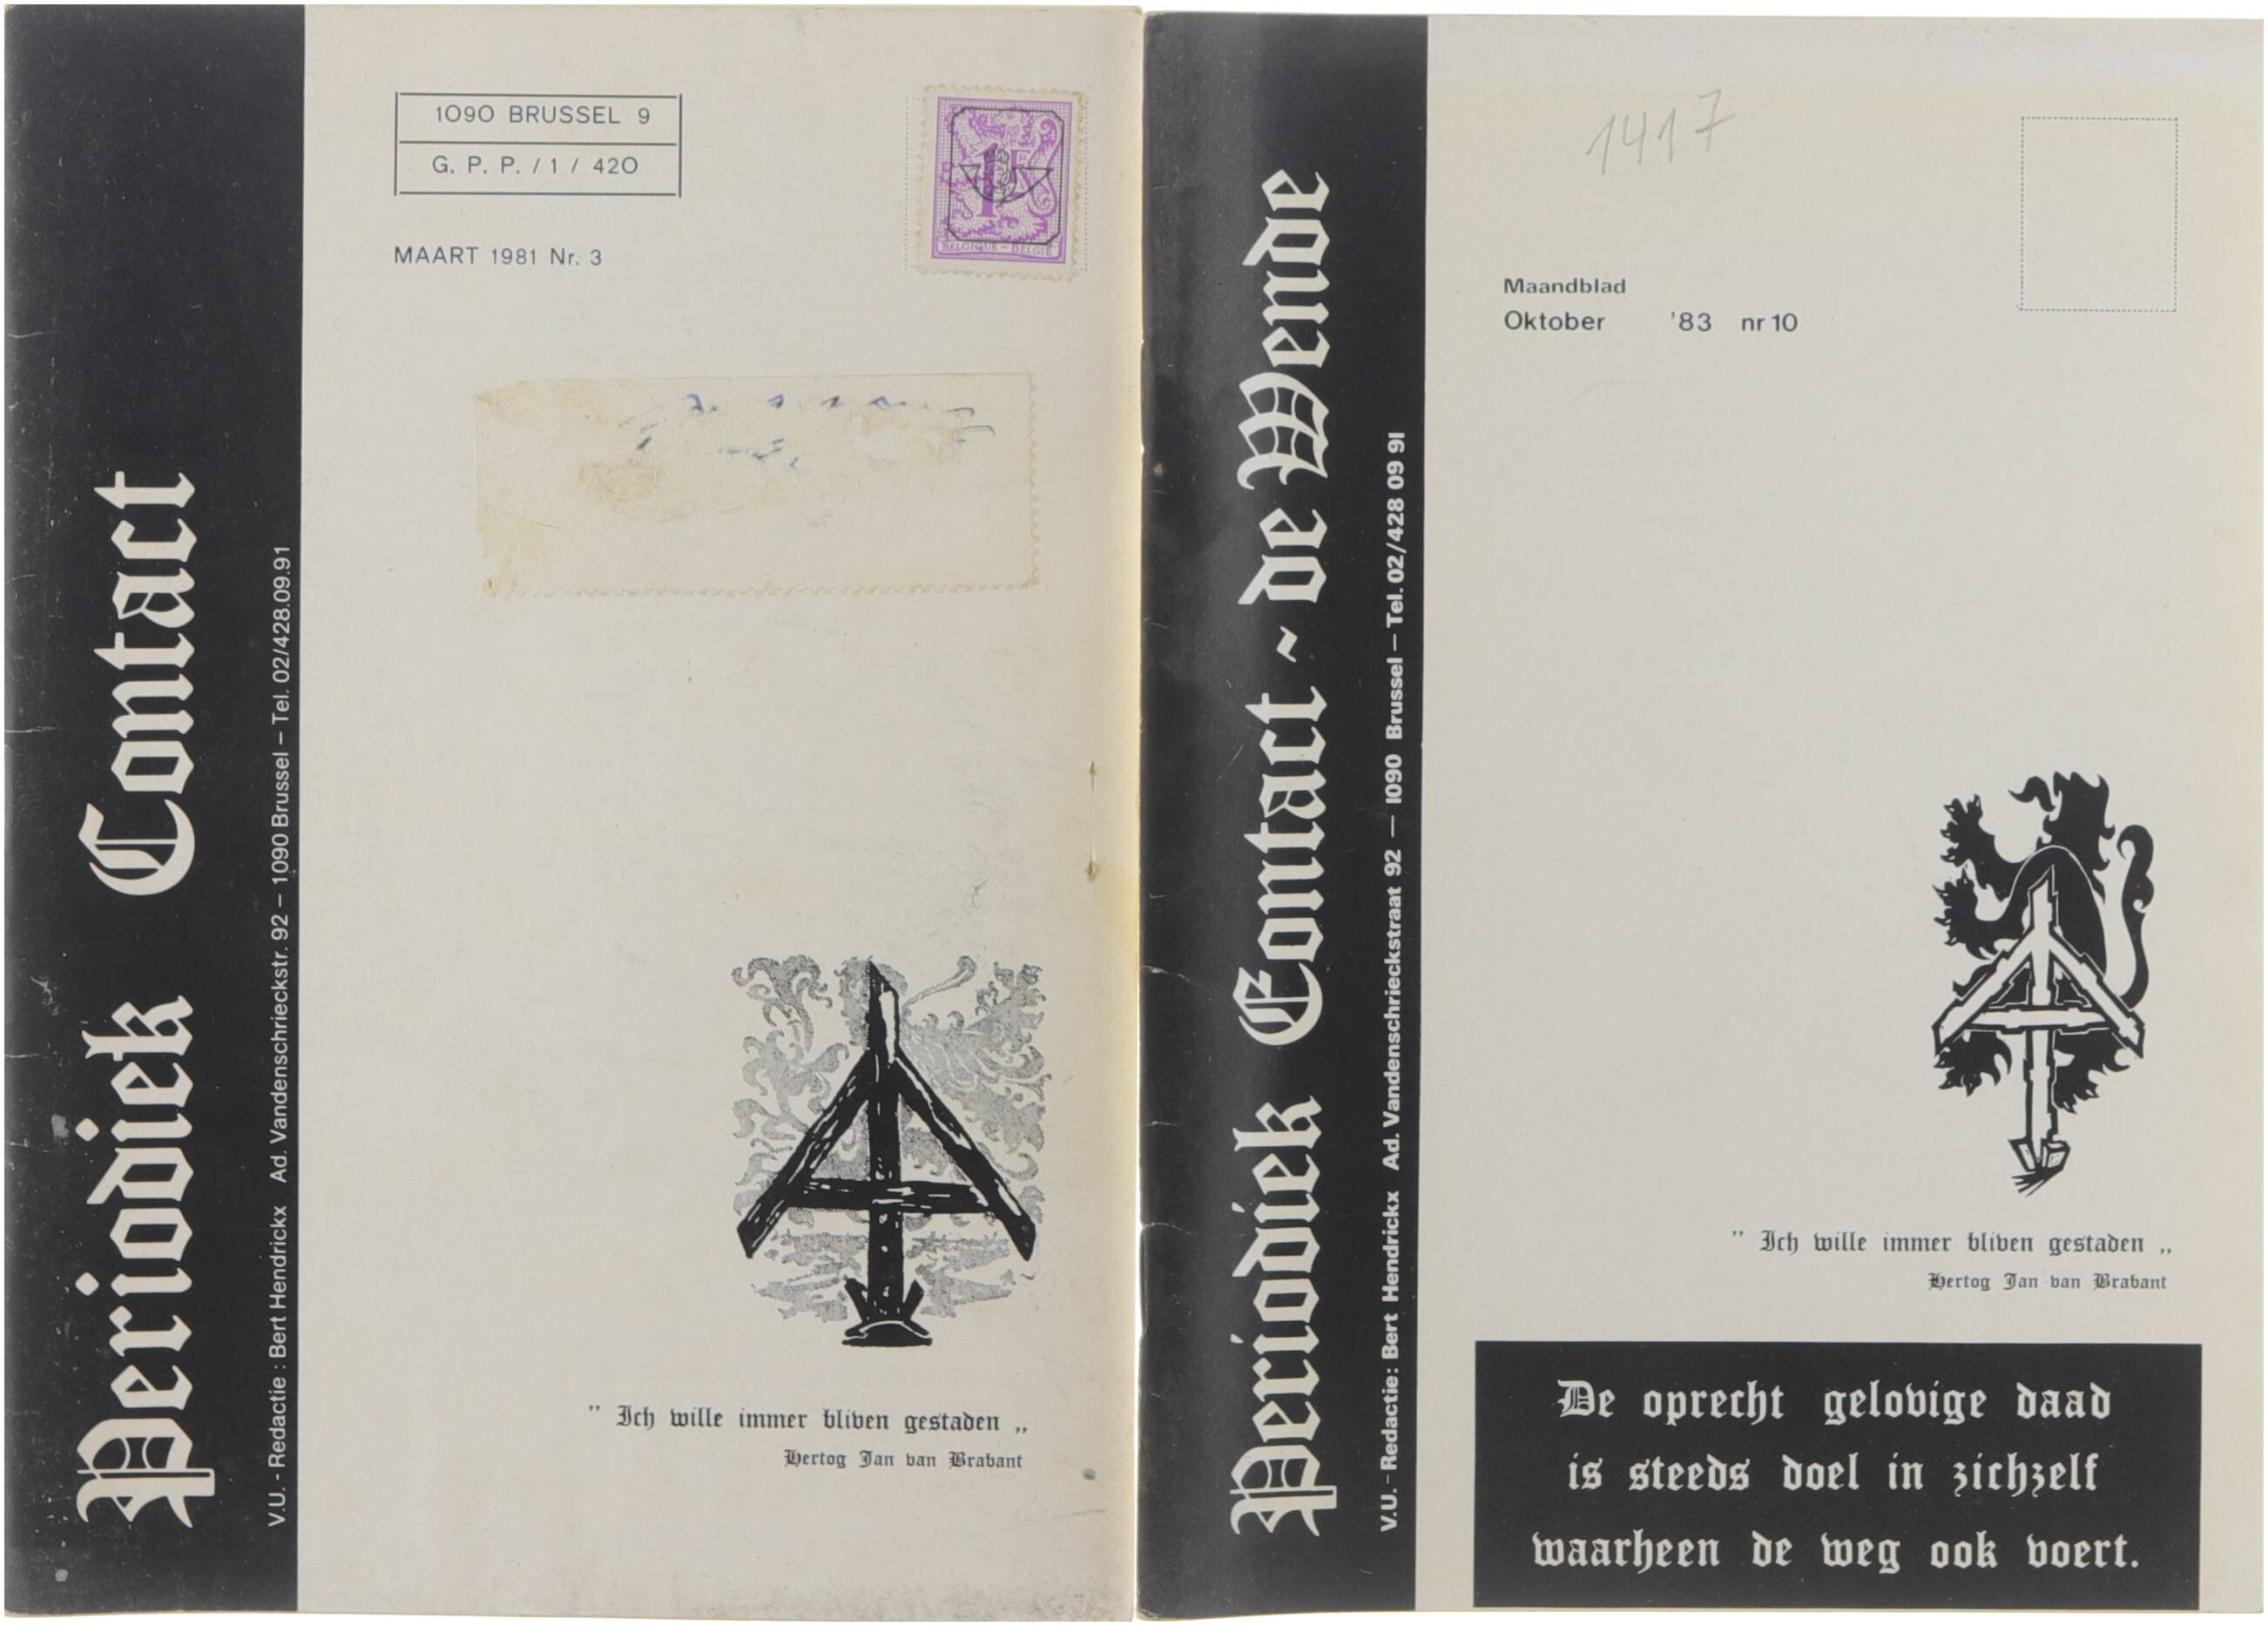 Periodiek Contact
V.U. - Redactie : Bert Hendrickx Ad. Vandenschrieckstr. 92 – 1090 Brussel – Tel. 02/428.09.91
1090 BRUSSEL 9
G. P. P. / 1 / 420
MAART 1981 Nr. 3
1F
BELGIQUE - BELGIË
" Ich wille immer bliven gestaden „
Hertog Jan van Brabant
Periodiek Contact ~ de Wende
V.U. - Redactie: Bert Hendrickx Ad. Vandenschrieckstraat 92 — 1090 Brussel — Tel. 02/428 09 91
1417
Maandblad
Oktober '83 nr 10
" Ich wille immer bliven gestaden „
Hertog Jan van Brabant
De oprecht gelovige daad
is steeds doel in zichzelf
waarheen de weg ook voert.